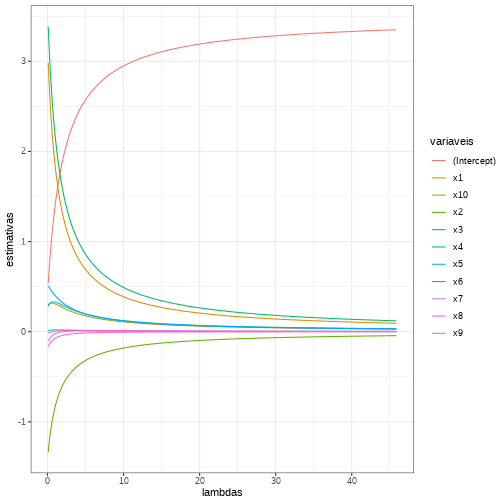 estimativas
3
2
1
0
-1
0
10
20
30
40
lambdas
variaveis
(Intercept)
x1
x10
x2
x3
x4
x5
x6
x7
x8
x9